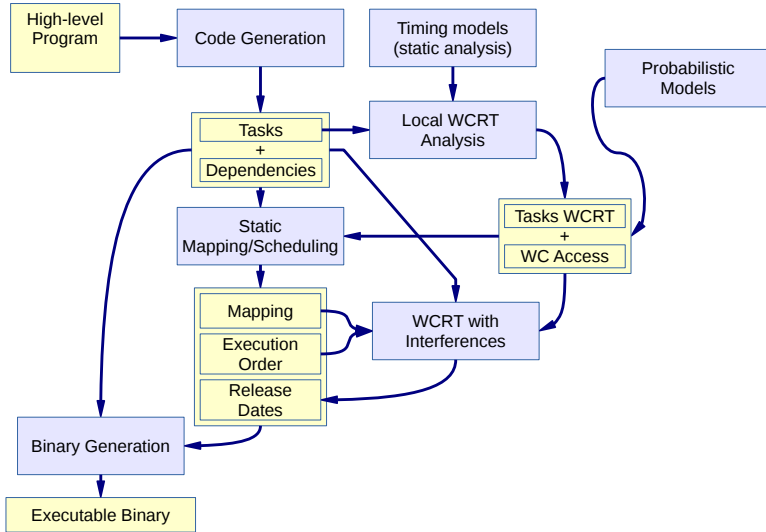 High-level
Program
Code Generation
Timing models
(static analysis)
Probabilistic
Models
Tasks
+
Dependencies
Local WCRT
Analysis
Tasks WCRT
+
WC Access
Static
Mapping/Scheduling
Mapping
Execution
Order
Release
Dates
WCRT with
Interferences
Binary Generation
Executable Binary